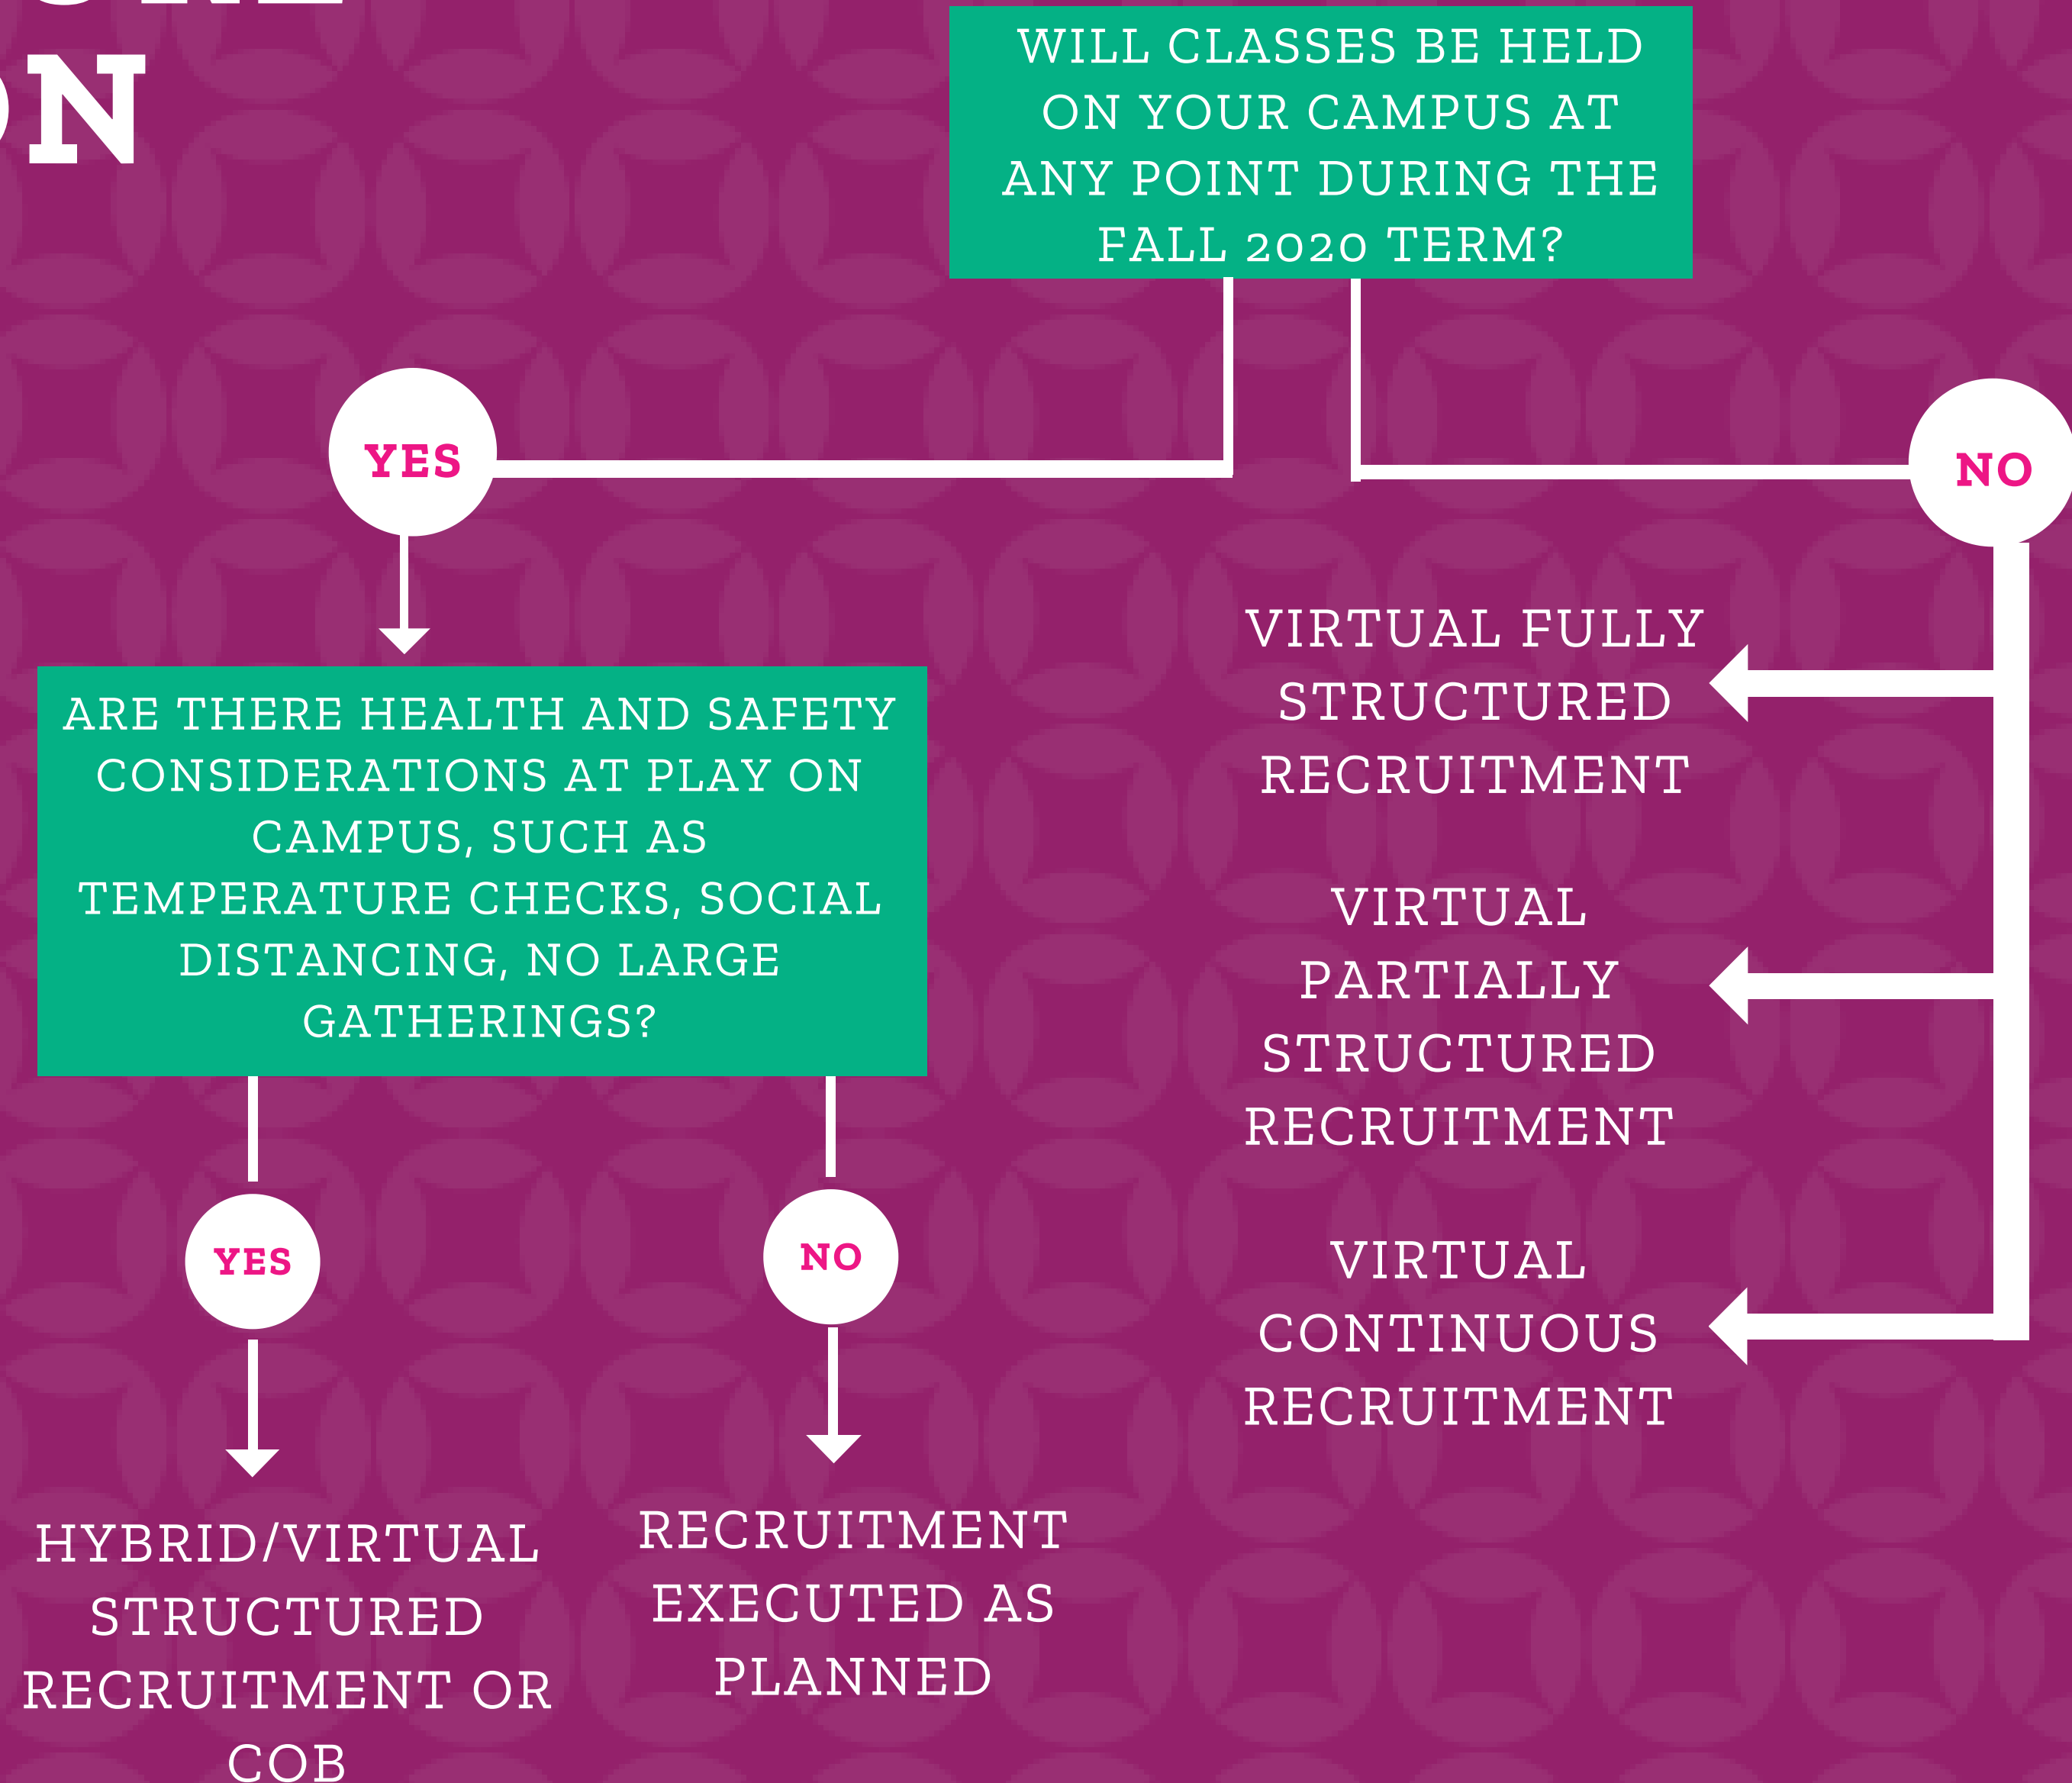 ON
WILL CLASSES BE HELD
ON YOUR CAMPUS AT
ANY POINT DURING THE
FALL 2020 TERM?
YES
NO
ARE THERE HEALTH AND SAFETY
CONSIDERATIONS AT PLAY ON
CAMPUS, SUCH AS
TEMPERATURE CHECKS, SOCIAL
DISTANCING, NO LARGE
GATHERINGS?
VIRTUAL FULLY
STRUCTURED
RECRUITMENT
VIRTUAL
PARTIALLY
STRUCTURED
RECRUITMENT
VIRTUAL
CONTINUOUS
RECRUITMENT
YES
NO
HYBRID/VIRTUAL
STRUCTURED
RECRUITMENT OR
COB
RECRUITMENT
EXECUTED AS
PLANNED